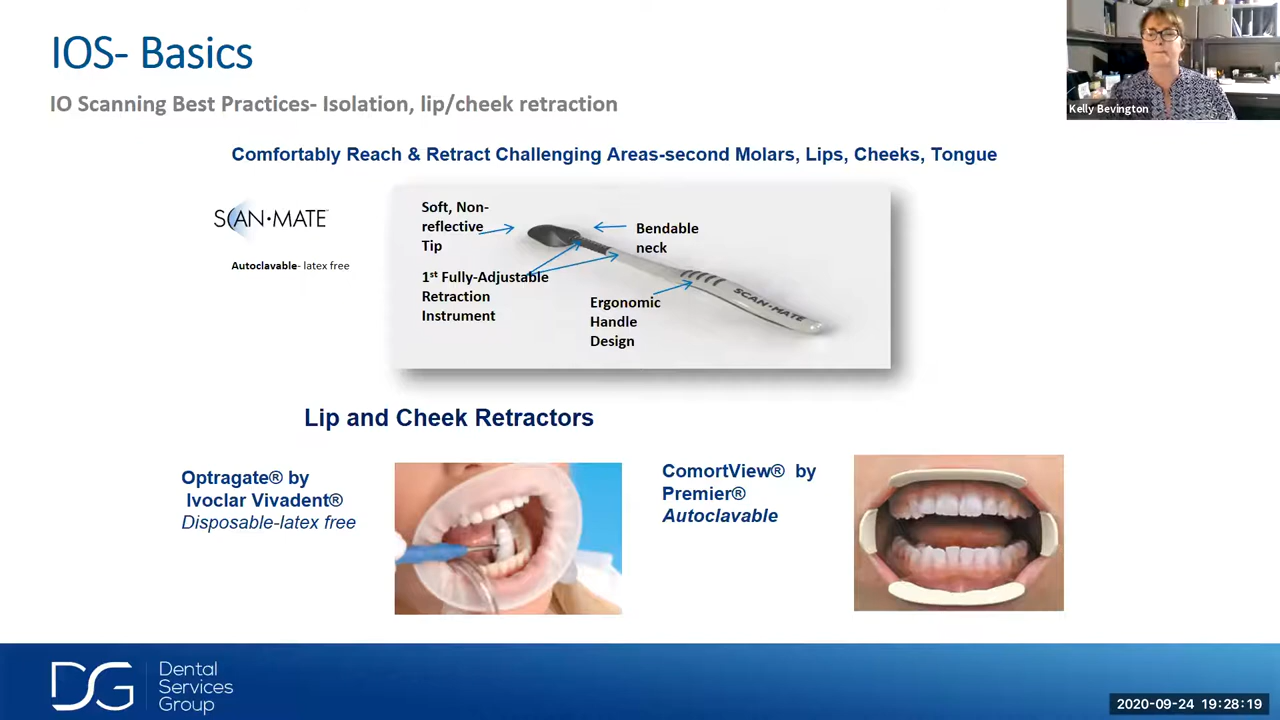 IOS- Basics
IO Scanning Best Practices- Isolation, lip/cheek retraction
Kelly Bevington
Comfortably Reach & Retract Challenging Areas-second Molars, Lips, Cheeks, Tongue
SCAN·MATE™
Autoclavable- latex free
Soft, Non-
reflective
Tip
Bendable
neck
1st Fully-Adjustable
Retraction
Instrument
Ergonomic
Handle
Design
SCAN·MATE
Lip and Cheek Retractors
Optragate® by
Ivoclar Vivadent®
Disposable-latex free
ComortView® by
Premier®
Autoclavable
DSG
Dental
Services
Group
2020-09-24 19:28:19